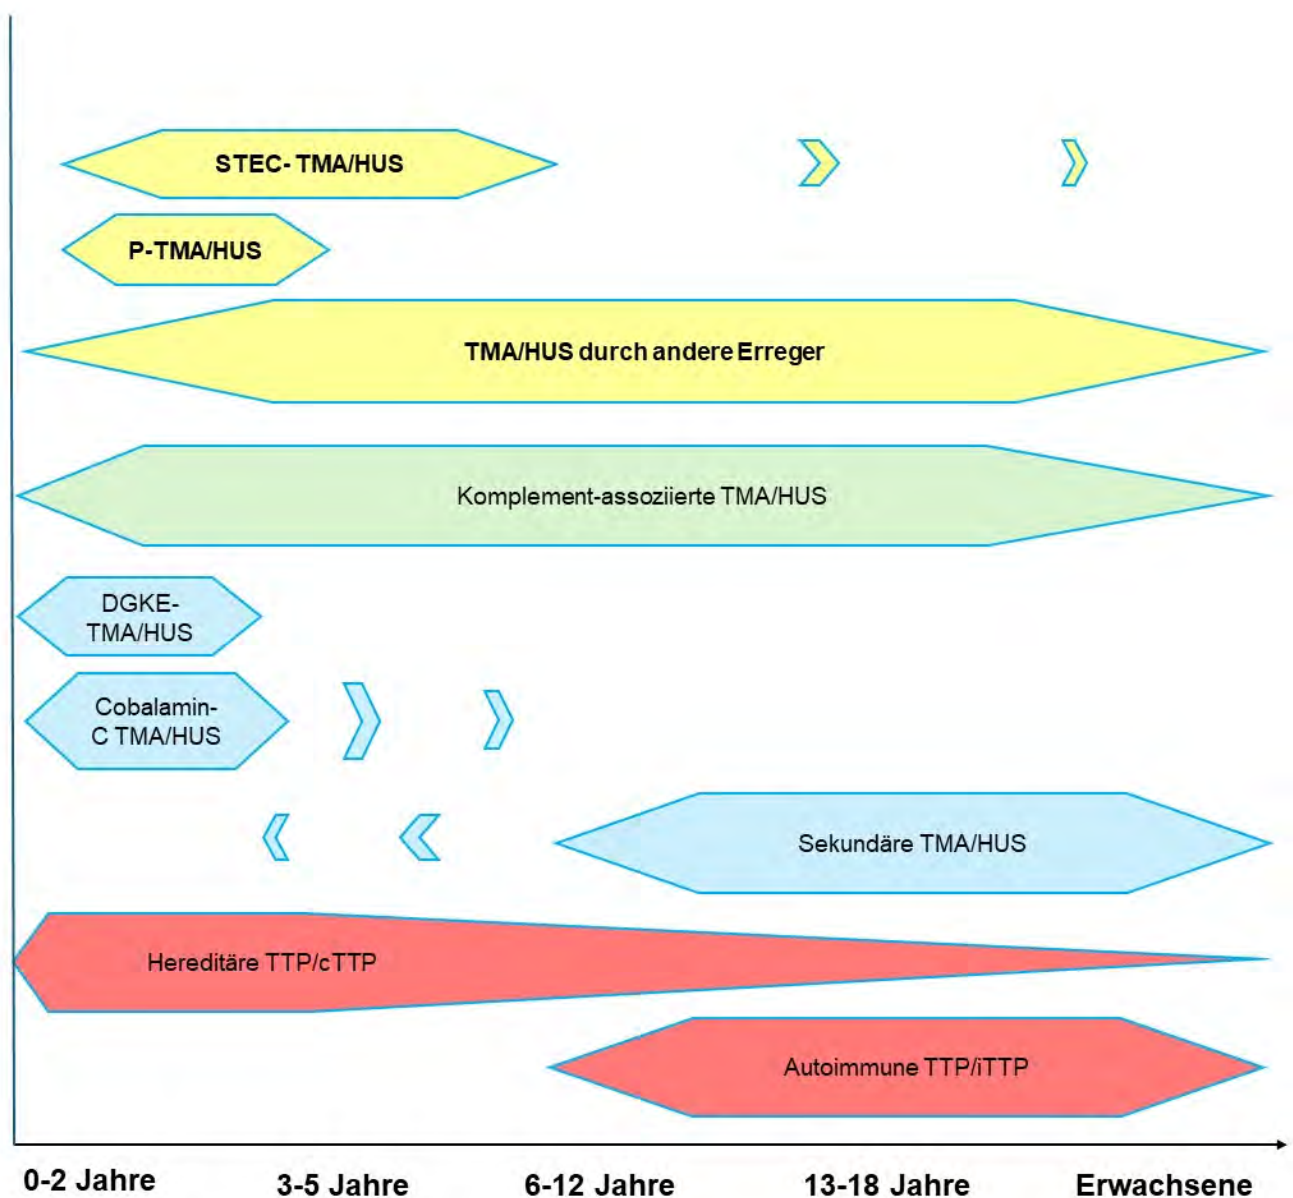 STEC- TMA/HUS
P-TMA/HUS
TMA/HUS durch andere Erreger
Komplement-assoziierte TMA/HUS
DGKE-
TMA/HUS
Cobalamin-
C TMA/HUS
Sekundäre TMA/HUS
Hereditäre TTP/cTTP
Autoimmune TTP/iTTP
0-2 Jahre
3-5 Jahre
6-12 Jahre
13-18 Jahre
Erwachsene